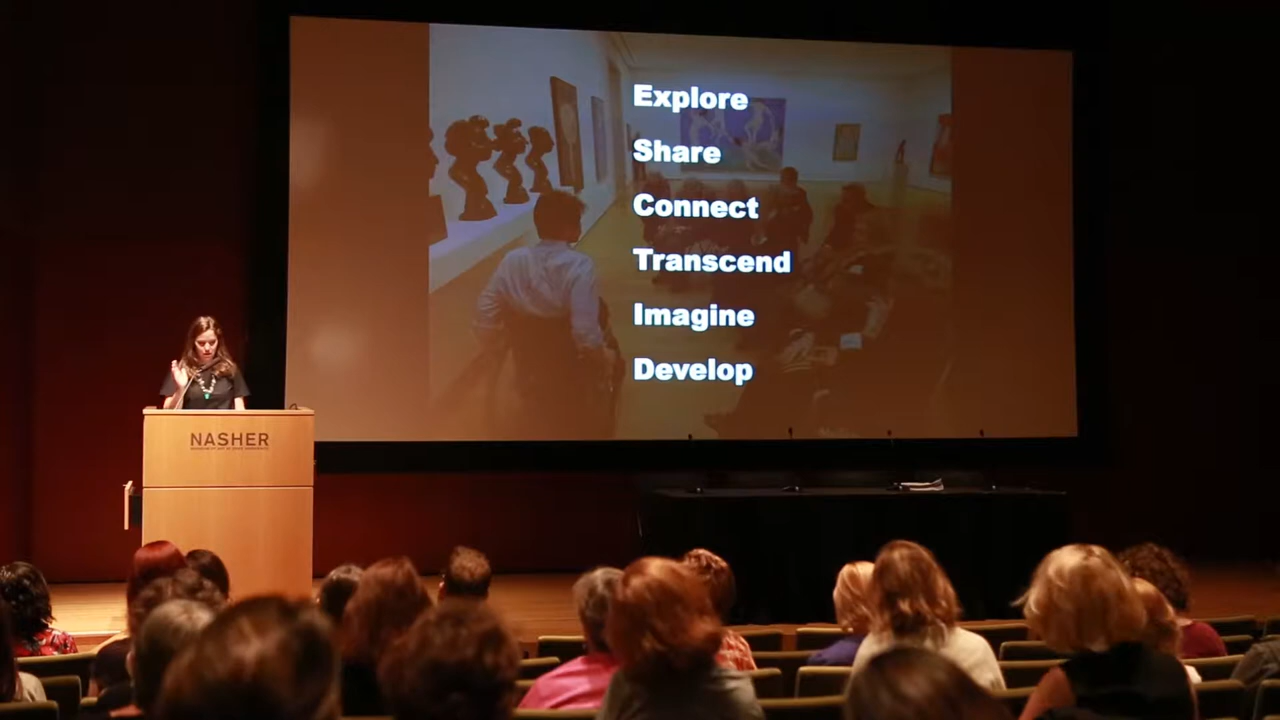 Explore
Share
Connect
Transcend
Imagine
Develop
NASHER